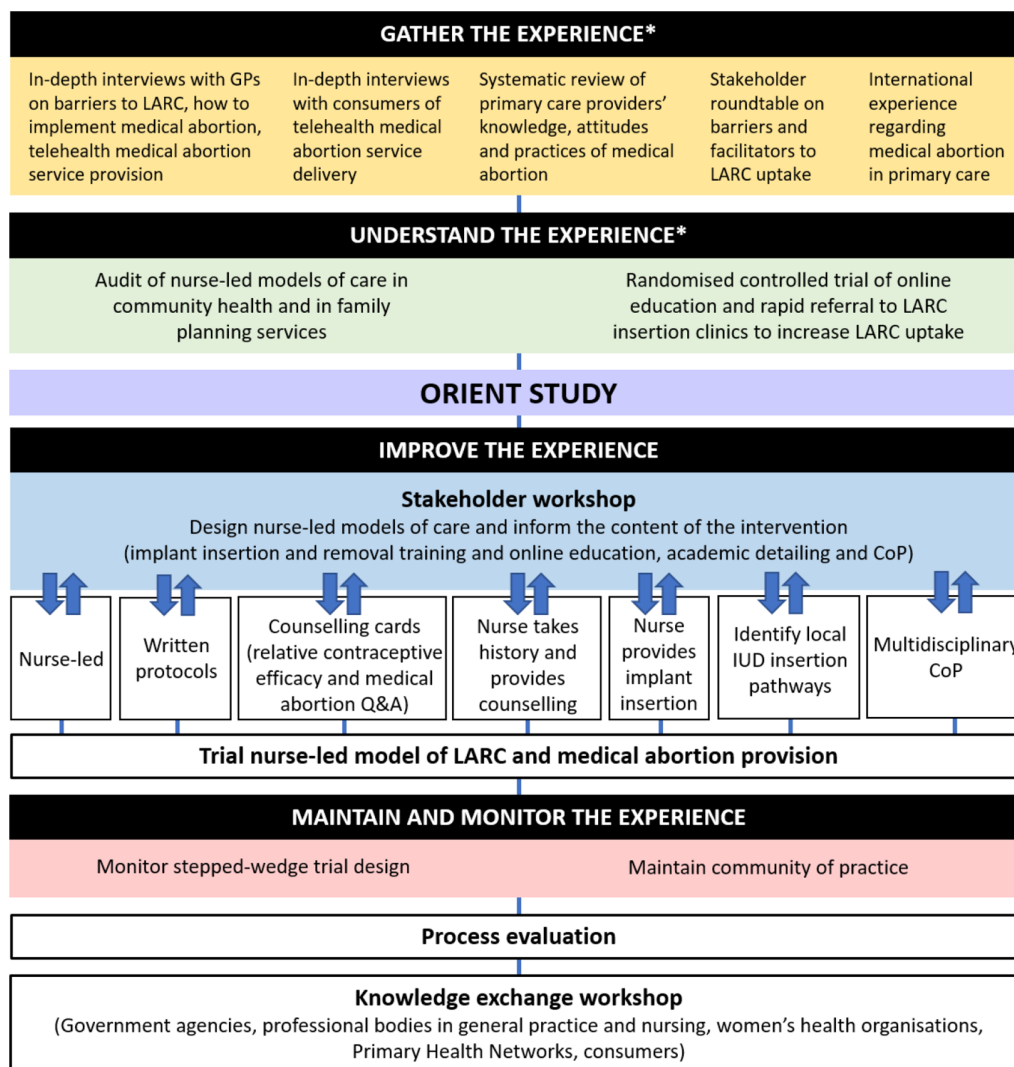 GATHER THE EXPERIENCE*
In-depth interviews with GPs
on barriers to LARC, how to
implement medical abortion,
telehealth medical abortion
service provision
In-depth interviews
with consumers of
telehealth medical
abortion service
delivery
Systematic review of
primary care providers’
knowledge, attitudes
and practices of medical
abortion
Stakeholder
roundtable on
barriers and
facilitators to
LARC uptake
International
experience
regarding
medical abortion
in primary care
UNDERSTAND THE EXPERIENCE*
Audit of nurse-led models of care in
community health and in family
planning services
Randomised controlled trial of online
education and rapid referral to LARC
insertion clinics to increase LARC uptake
ORIENT STUDY
IMPROVE THE EXPERIENCE
Stakeholder workshop
Design nurse-led models of care and inform the content of the intervention
(implant insertion and removal training and online education, academic detailing and CoP)
Nurse-led
Written
protocols
Counselling cards
(relative contraceptive
efficacy and medical
abortion Q&A)
Nurse takes
history and
provides
counselling
Nurse
provides
implant
insertion
Identify local
IUD insertion
pathways
Multidisciplinary
CoP
Trial nurse-led model of LARC and medical abortion provision
MAINTAIN AND MONITOR THE EXPERIENCE
Monitor stepped-wedge trial design
Maintain community of practice
Process evaluation
Knowledge exchange workshop
(Government agencies, professional bodies in general practice and nursing, women’s health organisations,
Primary Health Networks, consumers)